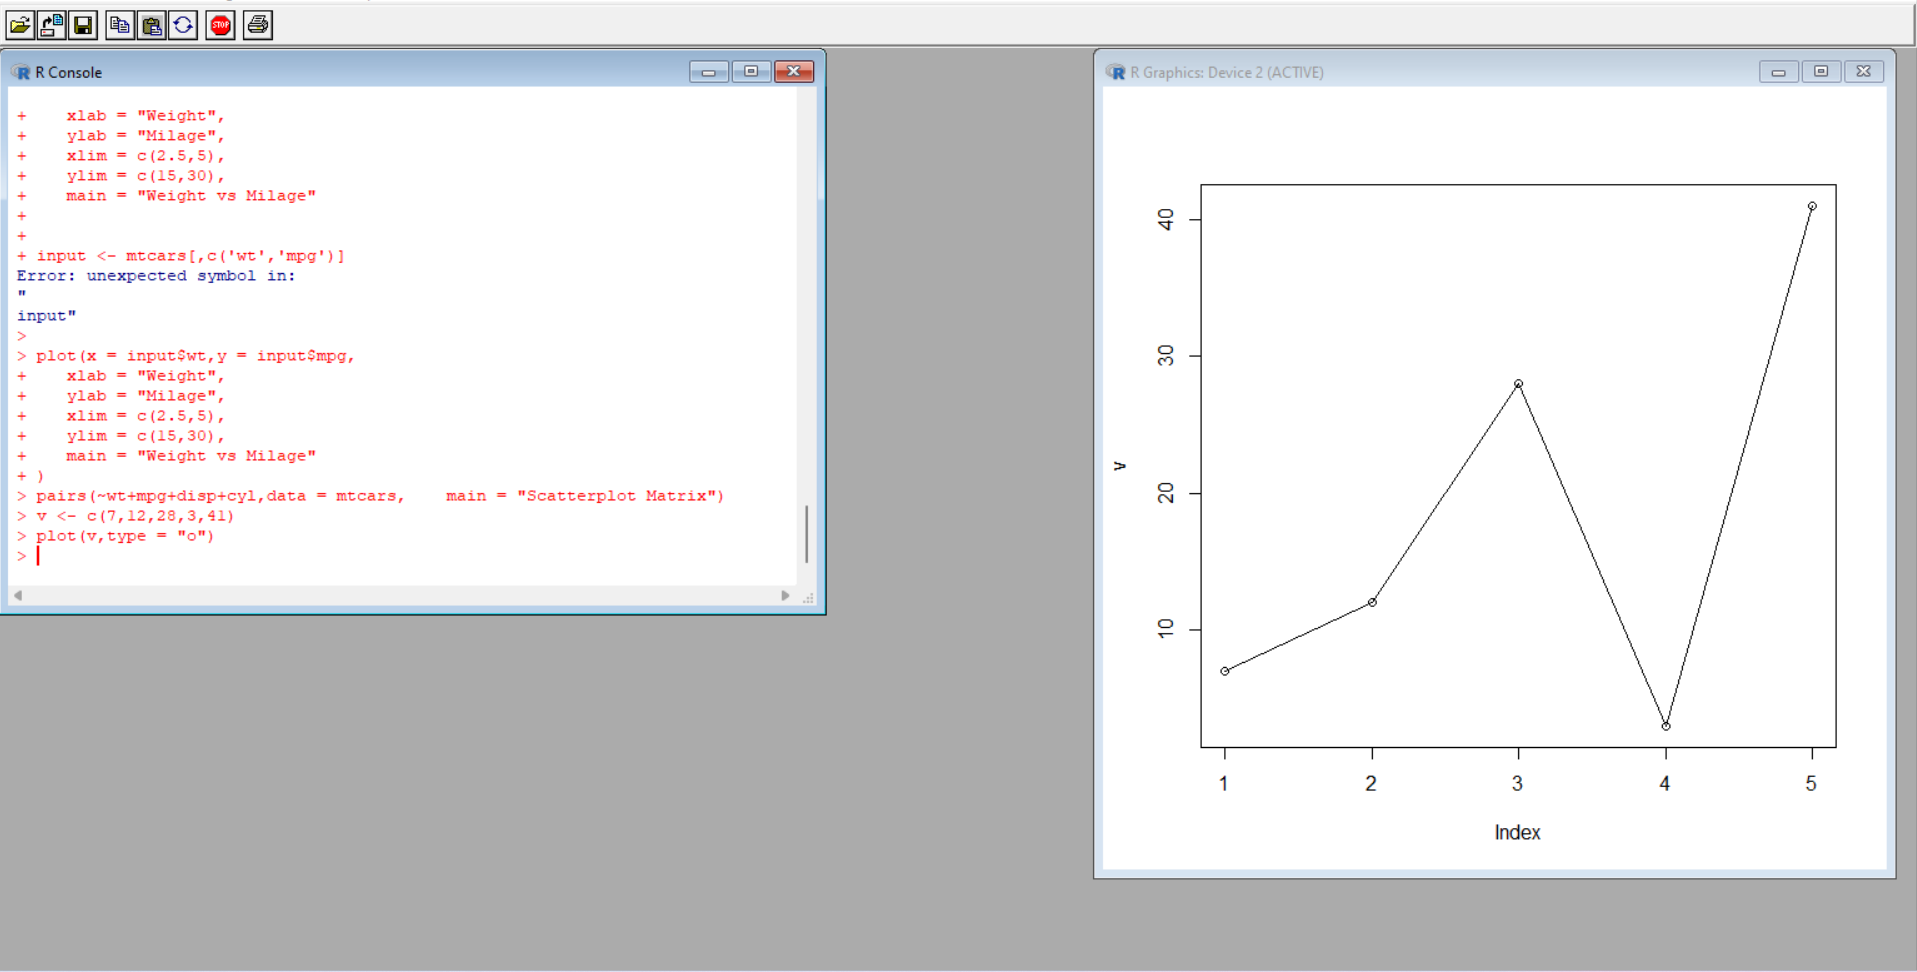 STOP
R Console
+    xlab = "Weight",
+    ylab = "Milage",
+    xlim = c(2.5,5),
+    ylim = c(15,30),
+    main = "Weight vs Milage"
+
+
+ input <- mtcars[,c('wt','mpg')]
Error: unexpected symbol in:
"
input"
>
> plot(x = input$wt,y = input$mpg,
+    xlab = "Weight",
+    ylab = "Milage",
+    xlim = c(2.5,5),
+    ylim = c(15,30),
+    main = "Weight vs Milage"
+ )
> pairs(~wt+mpg+disp+cyl,data = mtcars,    main = "Scatterplot Matrix")
> v <- c(7,12,28,3,41)
> plot(v,type = "o")
>
R Graphics: Device 2 (ACTIVE)
40
30
20
10
v
1 2 3 4 5
Index